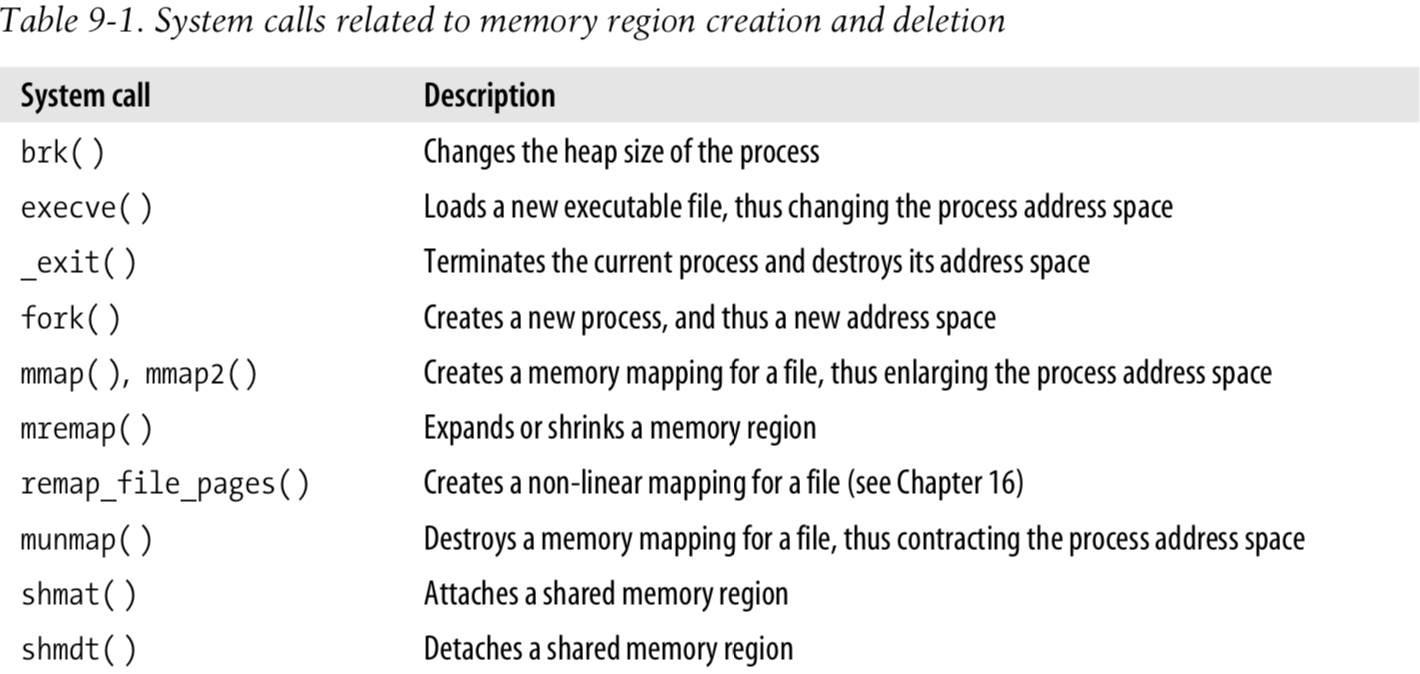 Table 9-1. System calls related to memory region creation and deletion
System call Description
brk( ) Changes the heap size of the process
execve( ) Loads a new executable file, thus changing the process address space
_exit( ) Terminates the current process and destroys its address space
fork( ) Creates a new process, and thus a new address space
mmap( ), mmap2( ) Creates a memory mapping for a file, thus enlarging the process address space
mremap( ) Expands or shrinks a memory region
remap_file_pages( ) Creates a non-linear mapping for a file (see Chapter 16)
munmap( ) Destroys a memory mapping for a file, thus contracting the process address space
shmat( ) Attaches a shared memory region
shmdt( ) Detaches a shared memory region